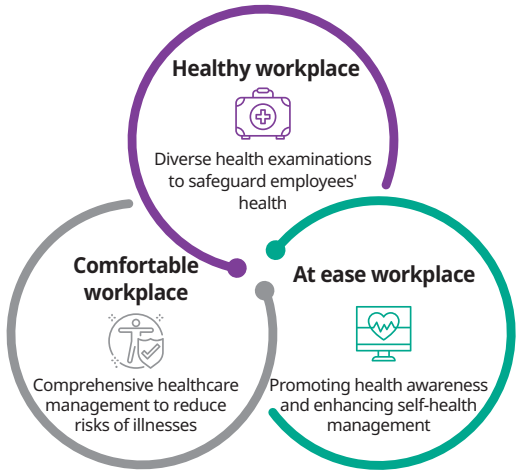 Healthy workplace
Diverse health examinations
to safeguard employees'
health
Comfortable
workplace
Comprehensive healthcare
management to reduce
risks of illnesses
At ease workplace
Promoting health awareness
and enhancing self-health
management